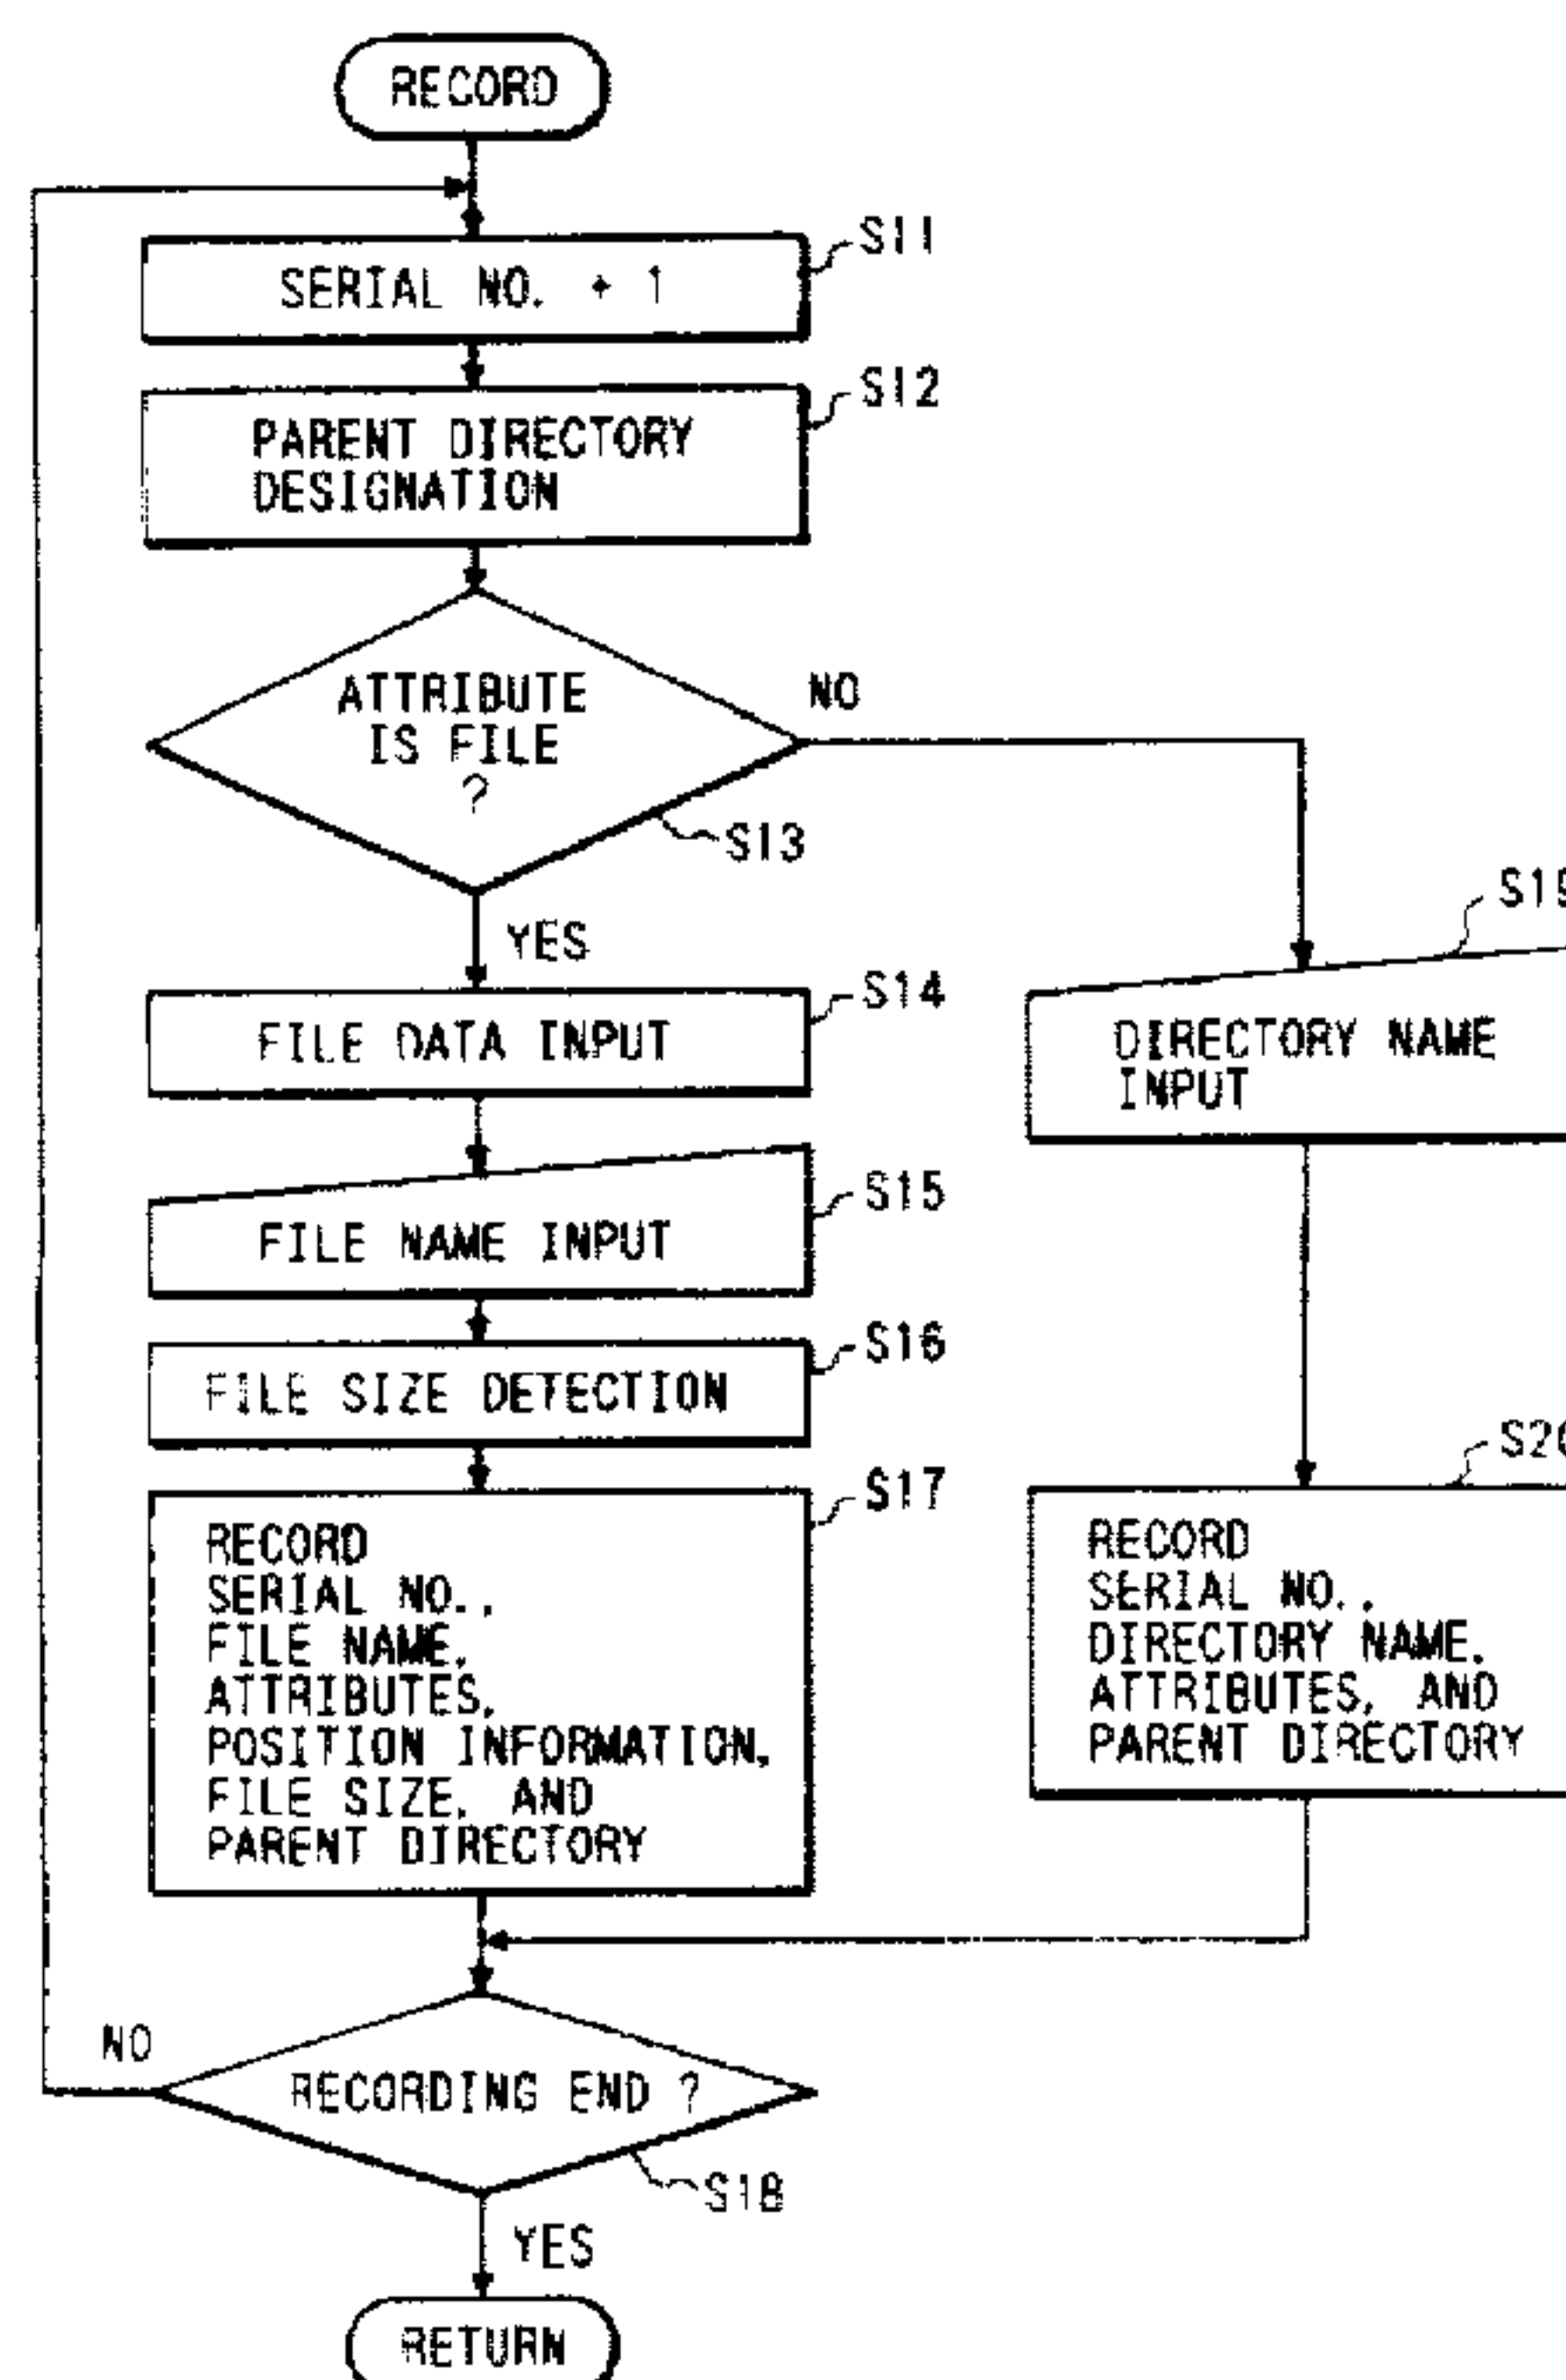 RECORD
SERIAL NO. + 1
S11
PARENT DIRECTORY
DESIGNATION
S12
ATTRIBUTE
IS FILE
?
NO
S13
YES
FILE DATA INPUT
S14
FILE NAME INPUT
S15
FILE SIZE DETECTION
S16
RECORD
SERIAL NO.,
FILE NAME,
ATTRIBUTES,
POSITION INFORMATION,
FILE SIZE, AND
PARENT DIRECTORY
S17
S19
DIRECTORY NAME
INPUT
S20
RECORD
SERIAL NO.,
DIRECTORY NAME,
ATTRIBUTES, AND
PARENT DIRECTORY
NO
RECORDING END ?
S18
YES
RETURN